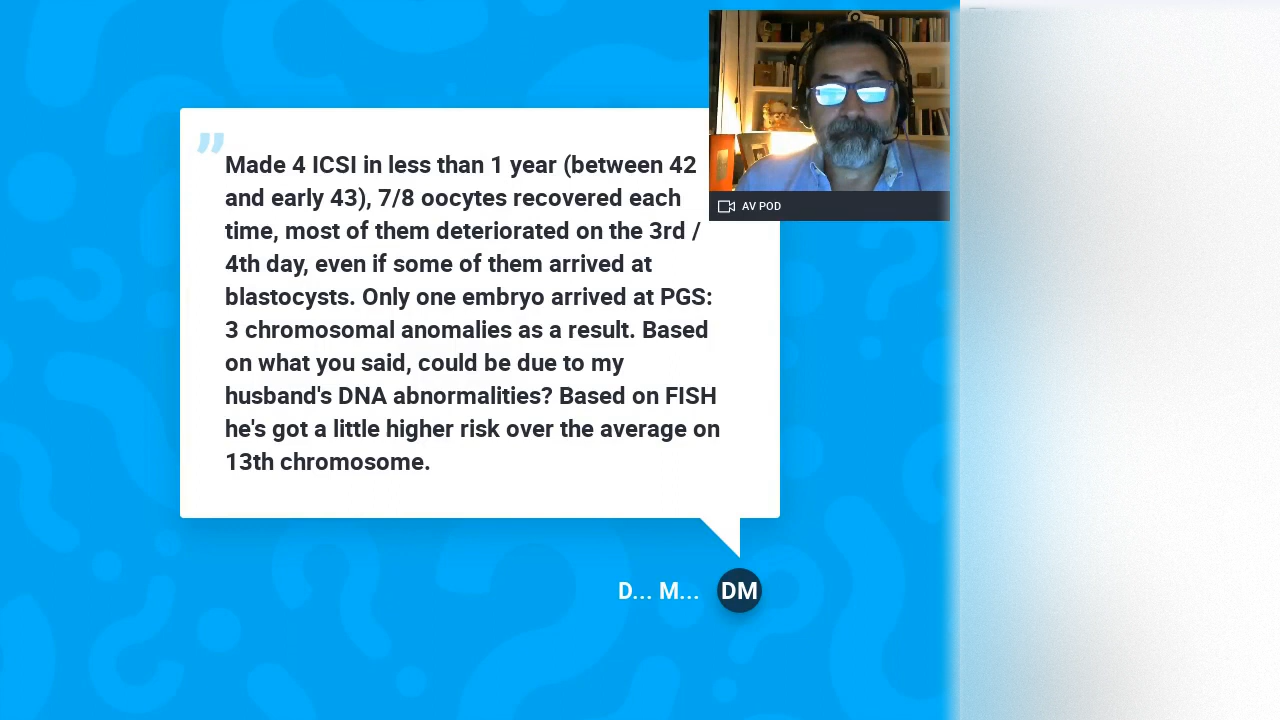 Made 4 ICSI in less than 1 year (between 42
and early 43), 7/8 oocytes recovered each
time, most of them deteriorated on the 3rd /
4th day, even if some of them arrived at
blastocysts. Only one embryo arrived at PGS:
3 chromosomal anomalies as a result. Based
on what you said, could be due to my
husband's DNA abnormalities? Based on FISH
he's got a little higher risk over the average on
13th chromosome.
AV POD
D... M... DM